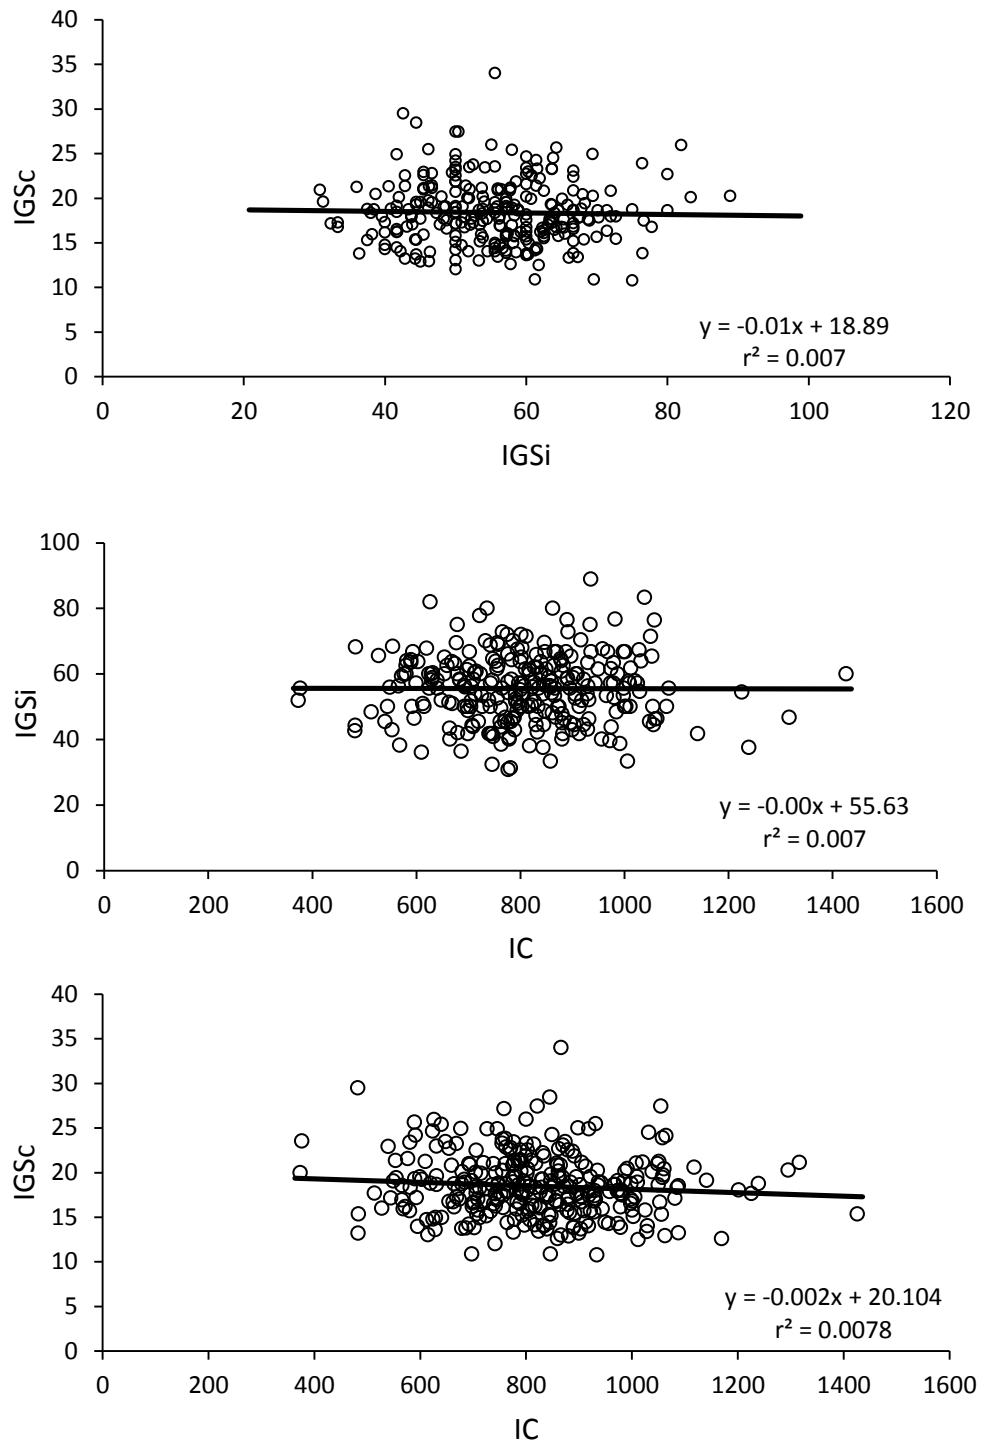 40
35
30
25
20
15
10
5
0
IGSc
y = -0.01x + 18.89
r² = 0.007
0 20 40 60 80 100 120
IGSi
100
80
60
40
20
0
IGSi
y = -0.00x + 55.63
r² = 0.007
0 200 400 600 800 1000 1200 1400 1600
IC
40
35
30
25
20
15
10
5
0
IGSc
y = -0.002x + 20.104
r² = 0.0078
0 200 400 600 800 1000 1200 1400 1600
IC